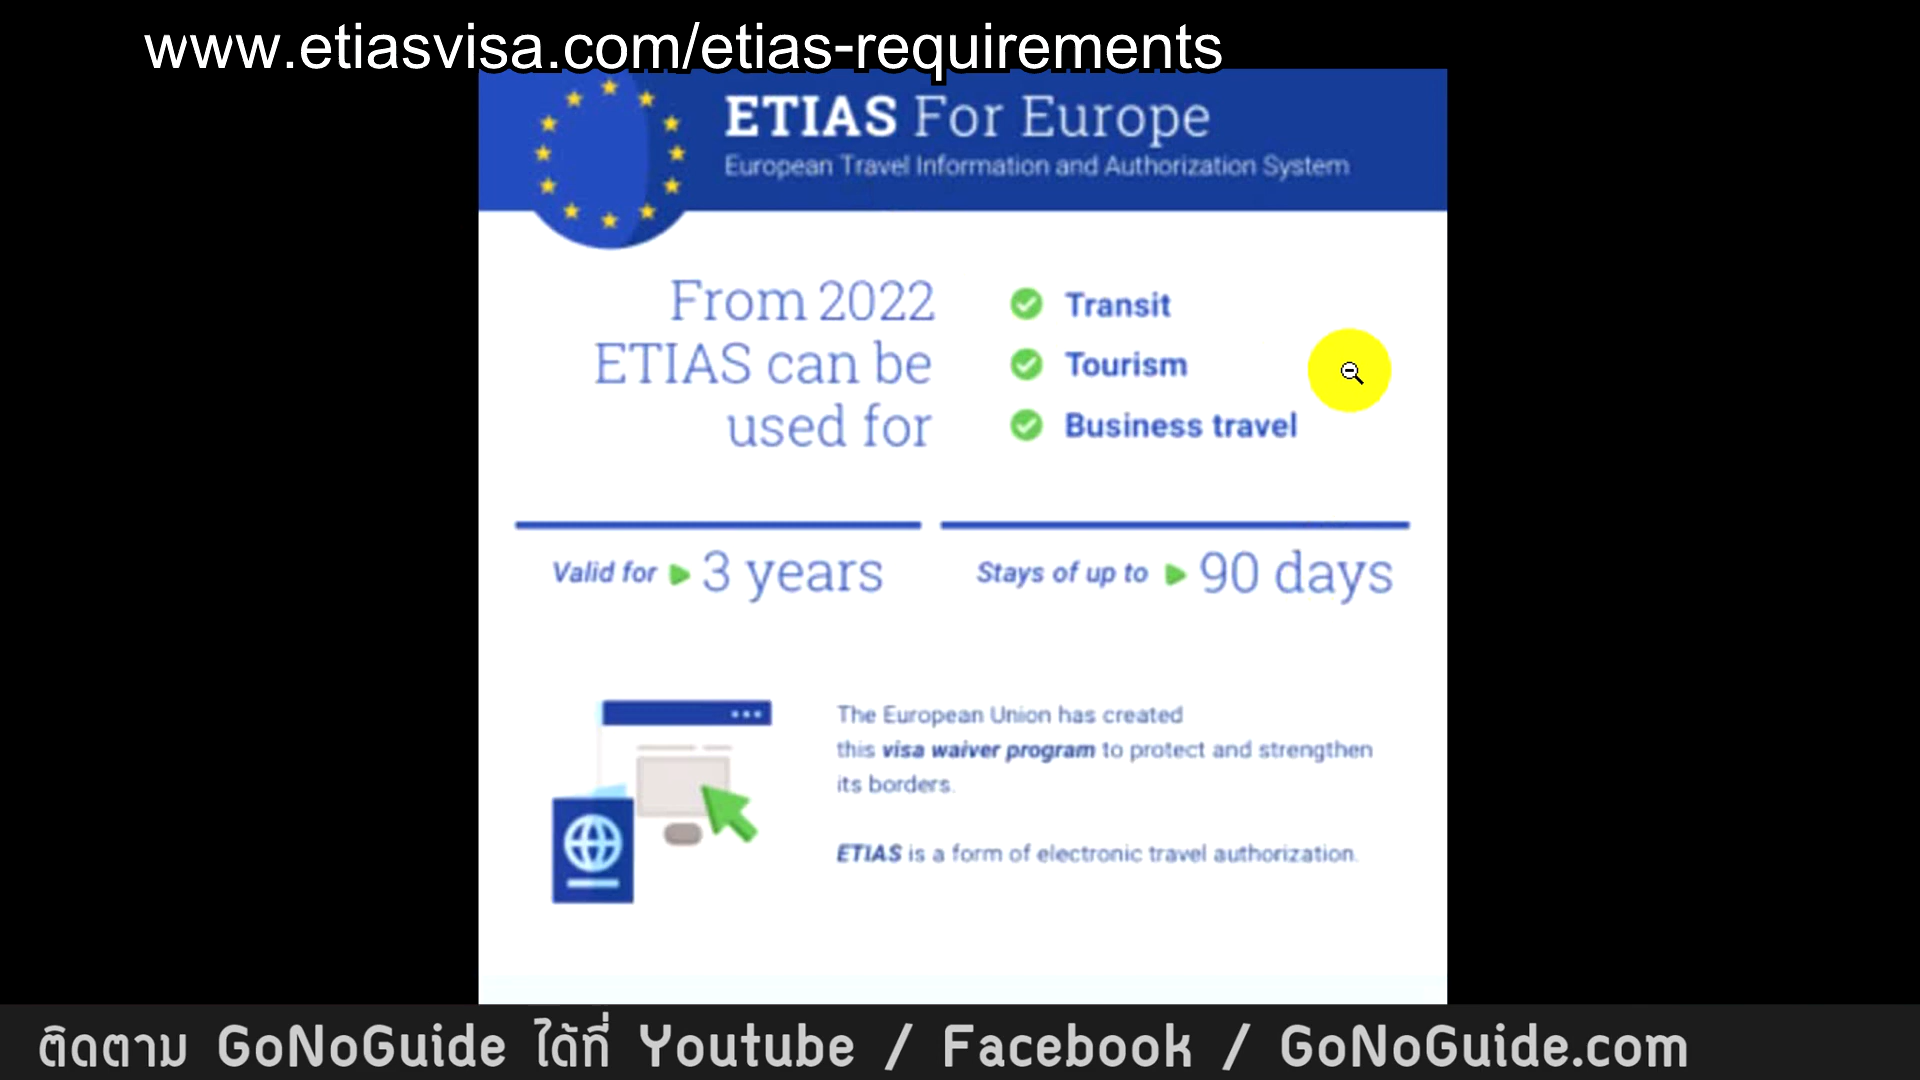 www.etiasvisa.com/etias-requirements
ETIAS For Europe
European Travel Information and Authorization System
From 2022
ETIAS can be
used for
Transit
Tourism
Business travel
Valid for 3 years
Stays of up to 90 days
The European Union has created
this visa waiver program to protect and strengthen
its borders.
ETIAS is a form of electronic travel authorization.
ติดตาม GoNoGuide ได้ที่ Youtube / Facebook / GoNoGuide.com